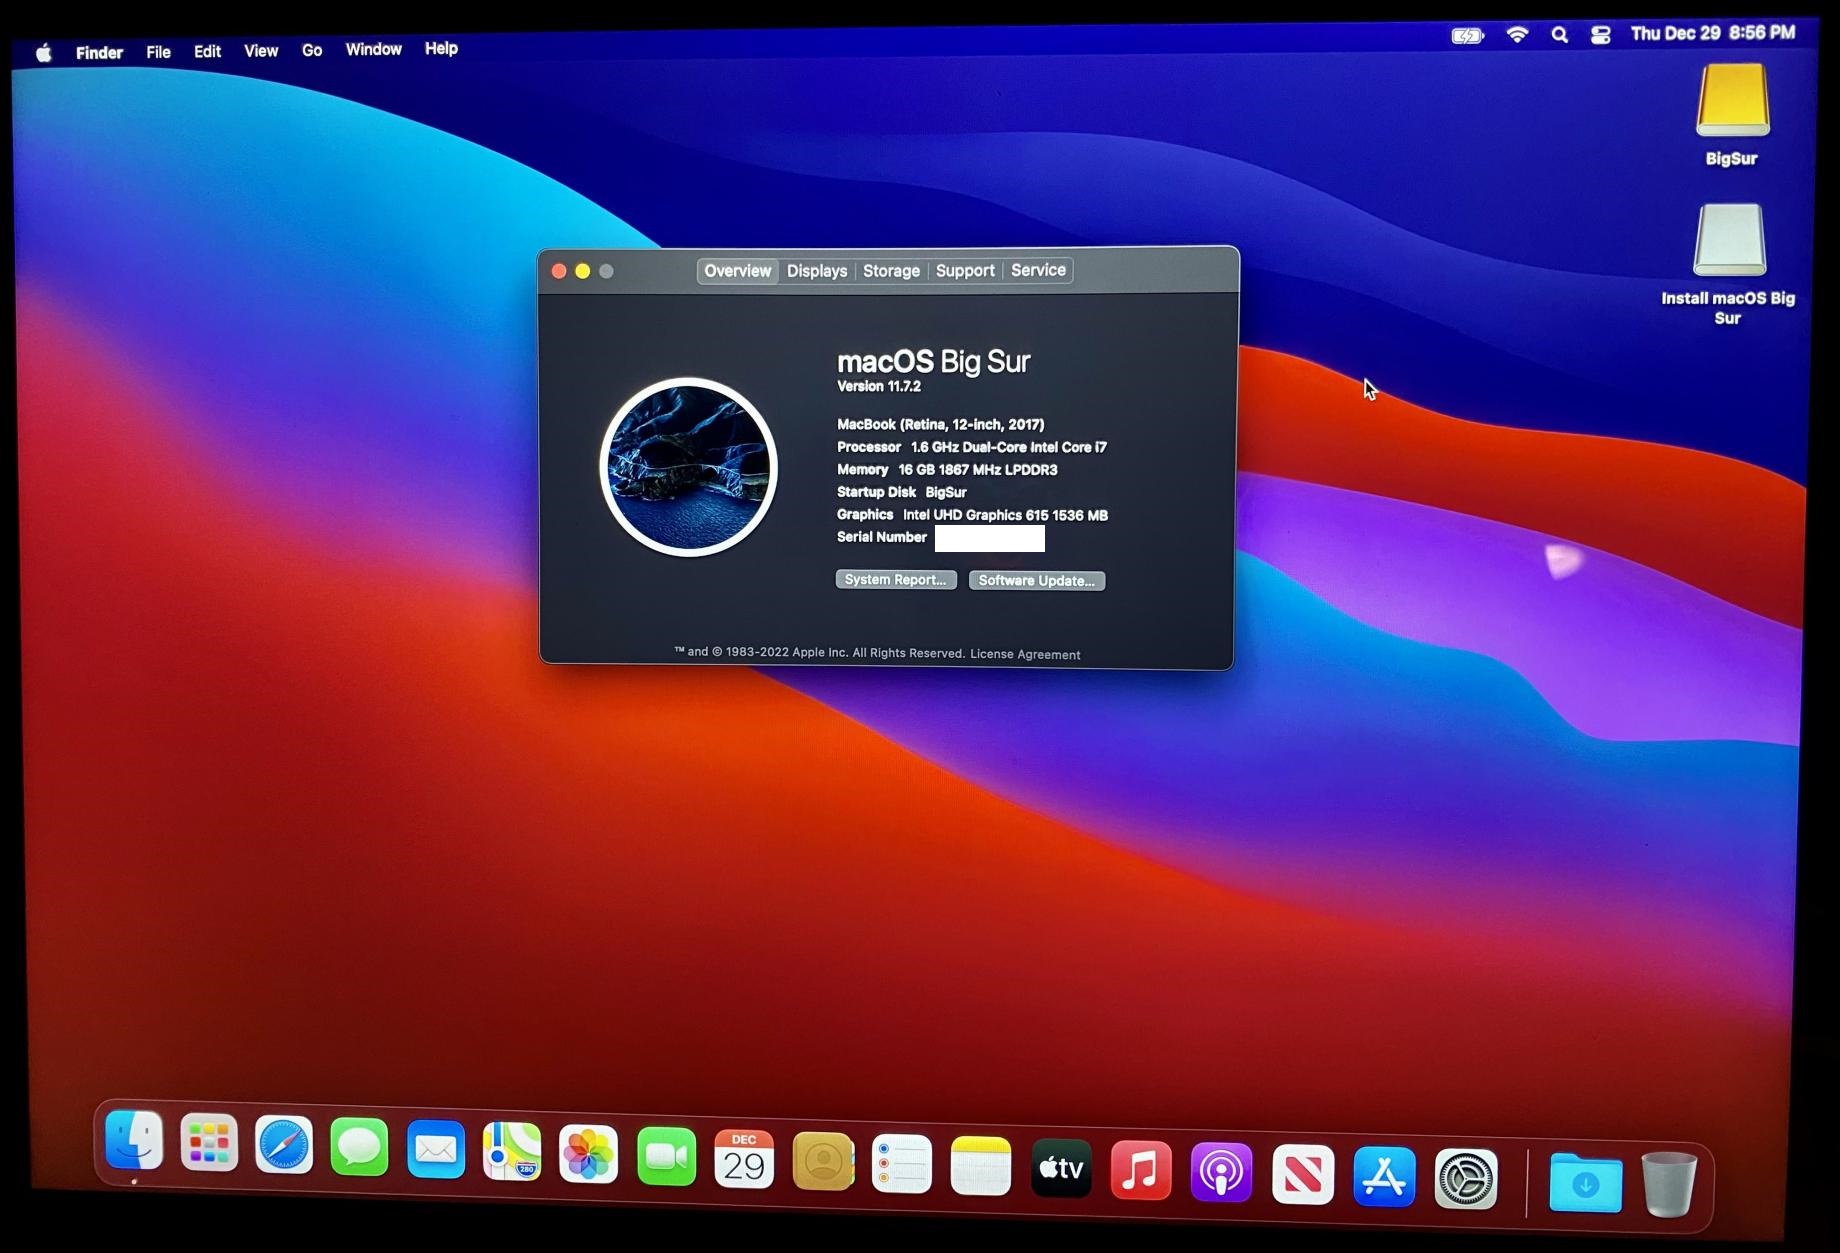 Finder File Edit View Go Window Help
Thu Dec 29 8:56 PM
BigSur
Install macOS Big
Sur
Overview Displays Storage Support Service
macOS Big Sur
Version 11.7.2
MacBook (Retina, 12-inch, 2017)
Processor 1.6 GHz Dual-Core Intel Core i7
Memory 16 GB 1867 MHz LPDDR3
Startup Disk BigSur
Graphics Intel UHD Graphics 615 1536 MB
Serial Number
System Report... Software Update...
™ and © 1983-2022 Apple Inc. All Rights Reserved. License Agreement
280
DEC
29
tv